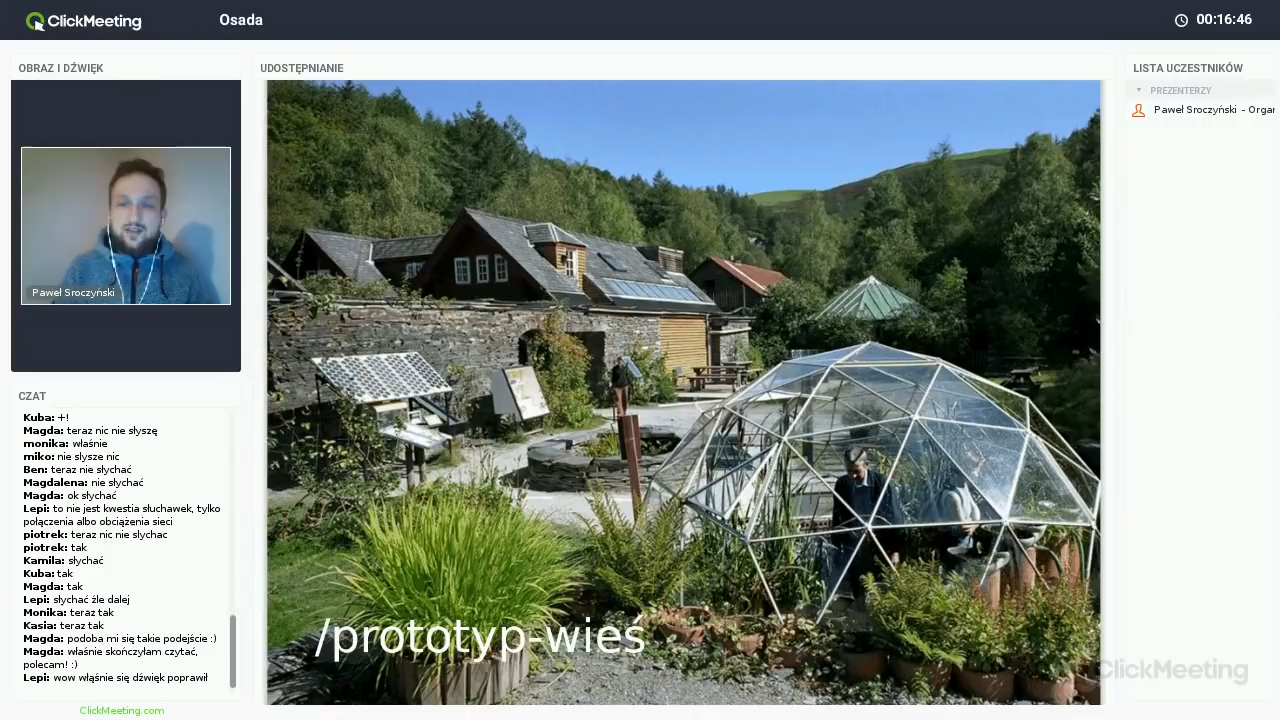 ClickMeeting
Osada
00:16:46
OBRAZ I DŹWIĘK
Paweł Sroczyński
CZAT
Kuba: +!
Magda: teraz nic nie słyszę
monika: właśnie
miko: nie slysze nic
Ben: teraz nie słychać
Magdalena: nie słychać
Magda: ok słychać
Lepi: to nie jest kwestia słuchawek, tylko
połączenia albo obciążenia sieci
piotrek: teraz nic nie slychac
piotrek: tak
Kamila: słychać
Kuba: tak
Magda: tak
Lepi: słychać źle dalej
Monika: teraz tak
Kasia: teraz tak
Magda: podoba mi się takie podejście :)
Magda: właśnie skończyłam czytać,
polecam! :)
Lepi: wow włąśnie się dźwięk poprawił
ClickMeeting.com
UDOSTĘPNIANIE
/prototyp-wieś
LISTA UCZESTNIKÓW
PREZENTERZY
Paweł Sroczyński - Organ
ClickMeeting